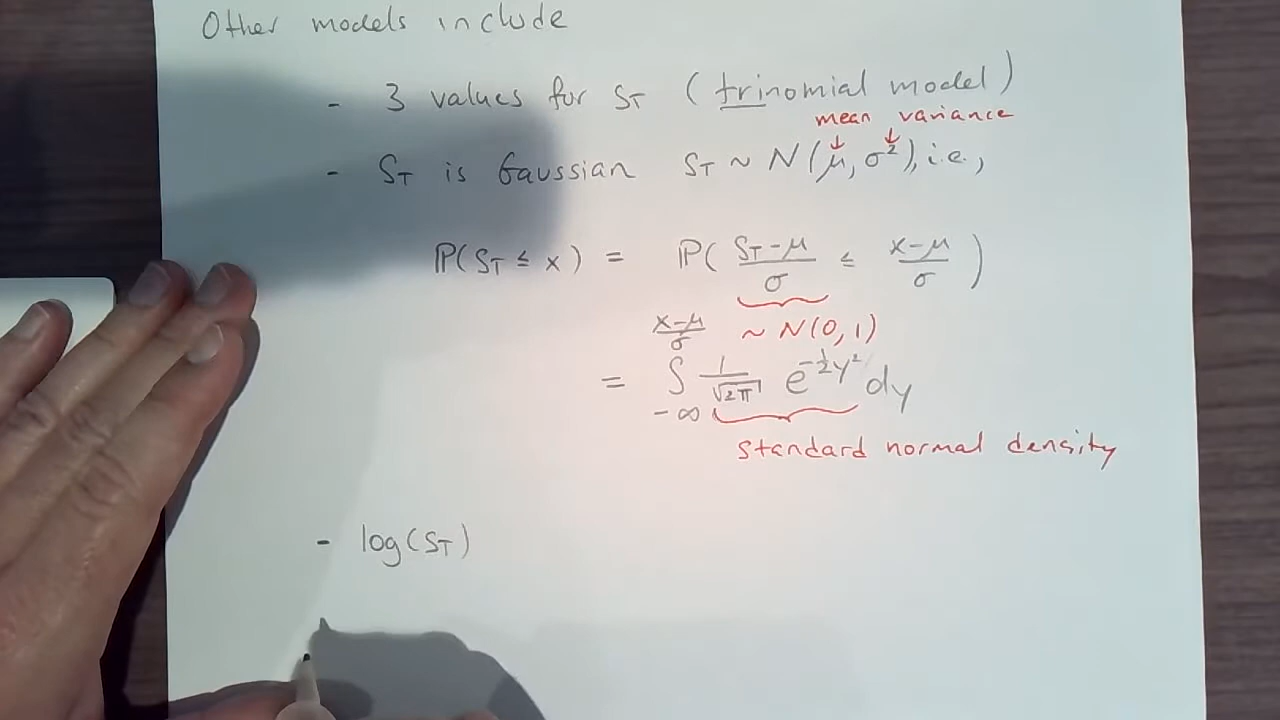 Other models include
- 3 values for S_T (trinomial model)
mean variance
- S_T is Gaussian S_T ~ N(μ, σ²), i.e.,
ℙ(S_T ≤ x) = ℙ( (S_T - μ)/σ ≤ (x - μ)/σ )
~ N(0, 1)
= ∫_{-∞}^{(x-μ)/σ} 1/√(2π) e^{-½y²} dy
standard normal density
- log(S_T)